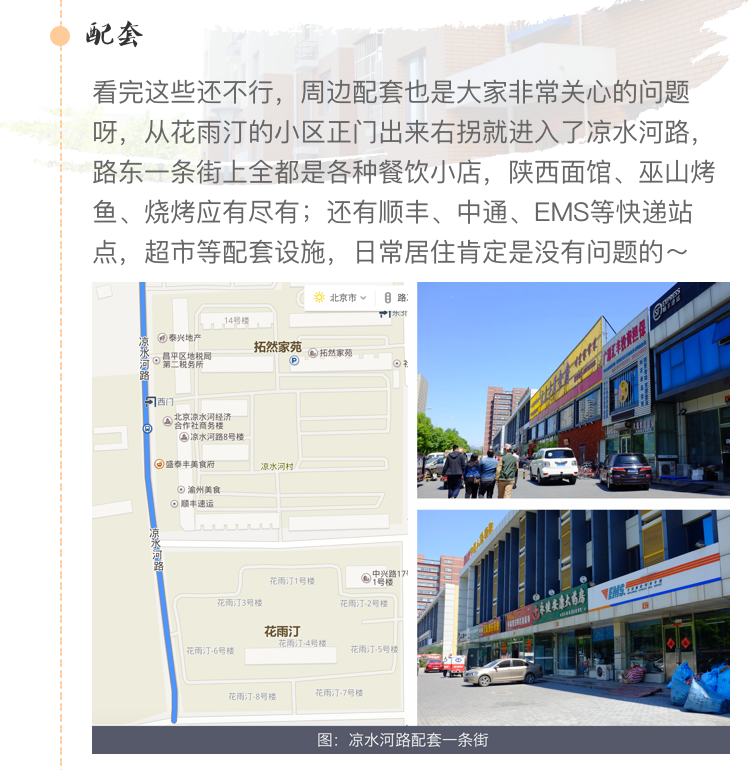 配套
看完这些还不行，周边配套也是大家非常关心的问题
呀，从花雨汀的小区正门出来右拐就进入了凉水河路，
路东一条街上全都是各种餐饮小店，陕西面馆、巫山烤
鱼、烧烤应有尽有；还有顺丰、中通、EMS等快递站
点，超市等配套设施，日常居住肯定是没有问题的～
北京市
14号楼
泰兴地产
拓然家苑
拓然家苑
昌平区地税局
第二税务所
凉水河路
西门
北京凉水河经济
合作社商务楼
凉水河路8号楼
盛泰丰美食府
凉水河村
渝州美食
顺丰速运
凉水河路
中兴路17
1号楼
花雨汀1号楼
花雨汀3号楼
花雨汀-2号楼
花雨汀
花雨汀-4号楼
花雨汀-6号楼
花雨汀-5号楼
花雨汀-8号楼
花雨汀-7号楼
EMS
图：凉水河路配套一条街